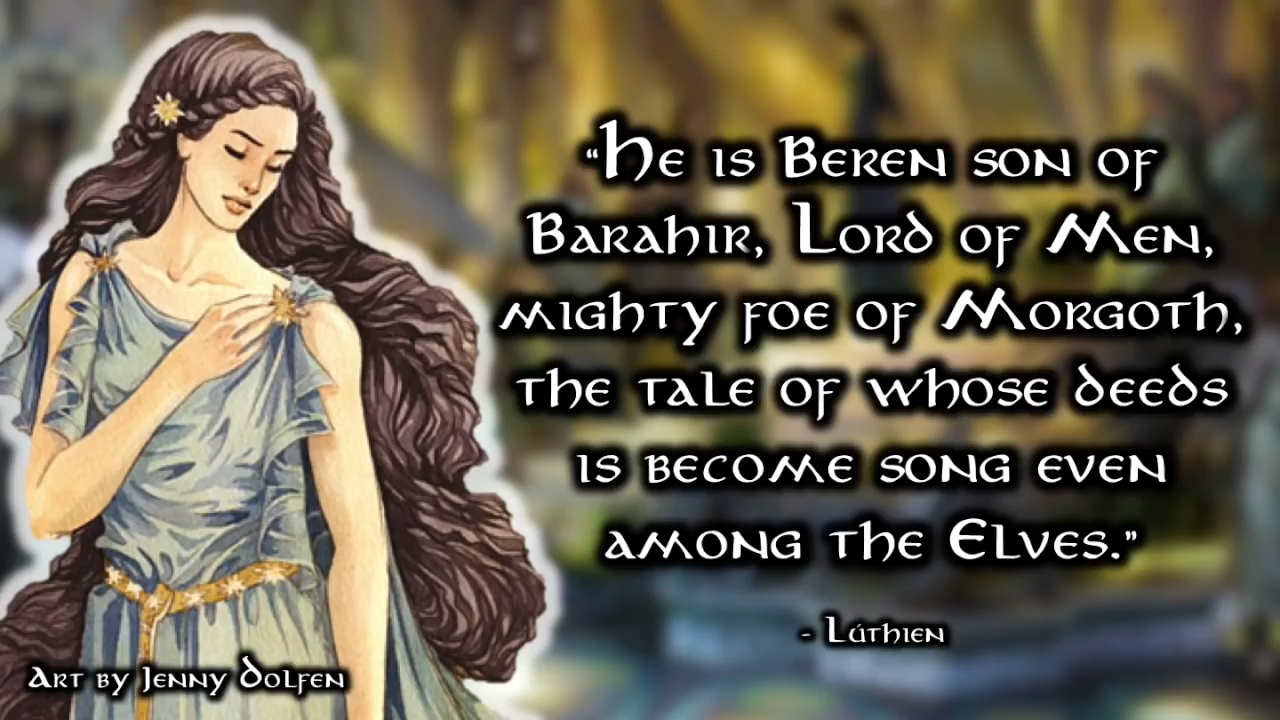 “He is Beren son of
Barahir, Lord of Men,
mighty foe of Morgoth,
the tale of whose deeds
is become song even
among the Elves.”
- Lúthien
Art by Jenny Dolfen